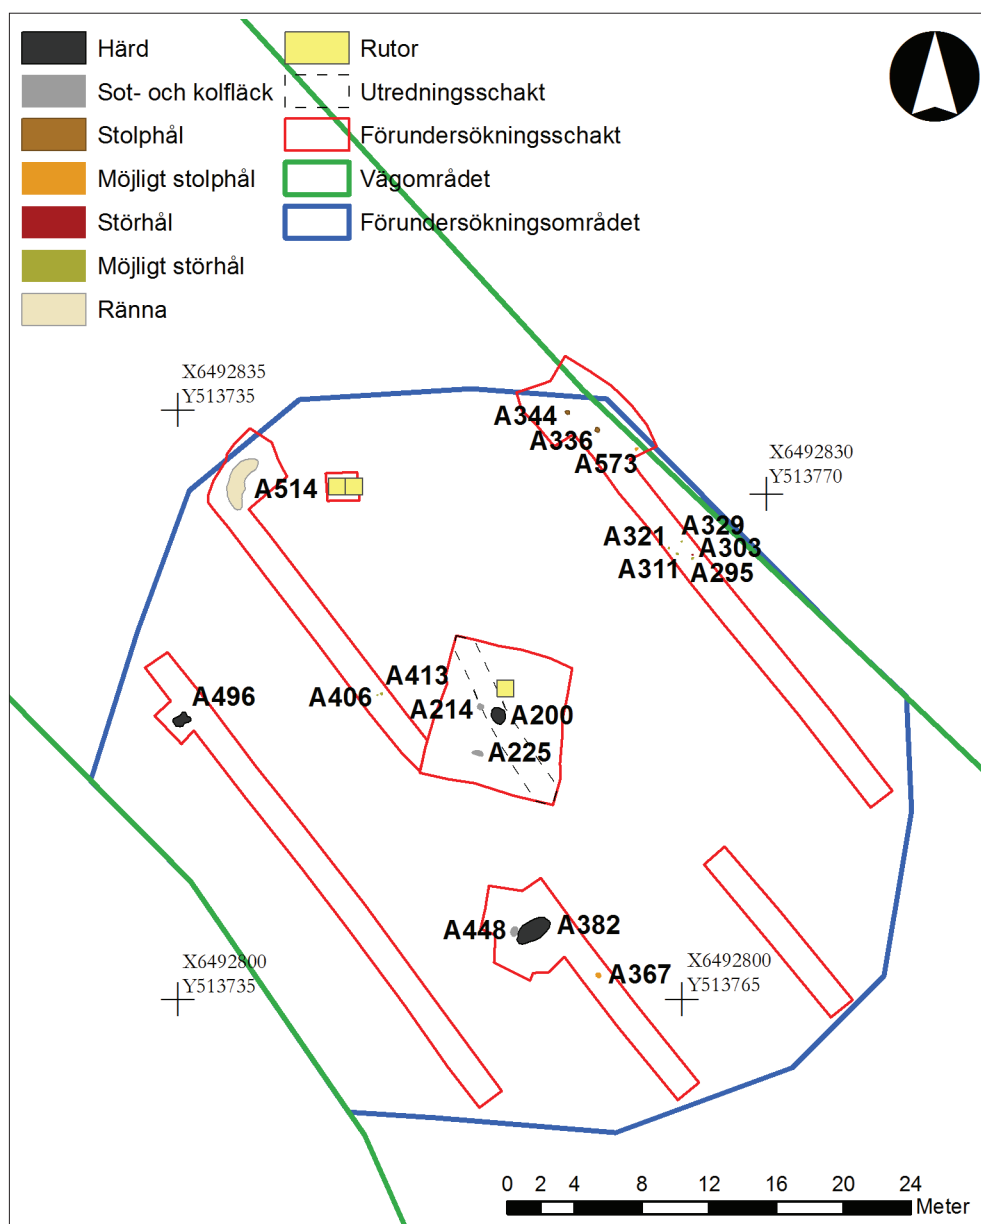 Härd
Sot- och kolfläck
Stolphål
Möjligt stolphål
Störhål
Möjligt störhål
Ränna
Rutor
Utredningsschakt
Förundersökningsschakt
Vägområdet
Förundersökningsområdet
X6492835
Y513735
A344
A336
A573
X6492830
Y513770
A514
A329
A321
A303
A311
A295
A413
A496
A406
A214
A200
A225
A448
A382
A367
X6492800
Y513735
X6492800
Y513765
0 2 4 8 12 16 20 24
Meter